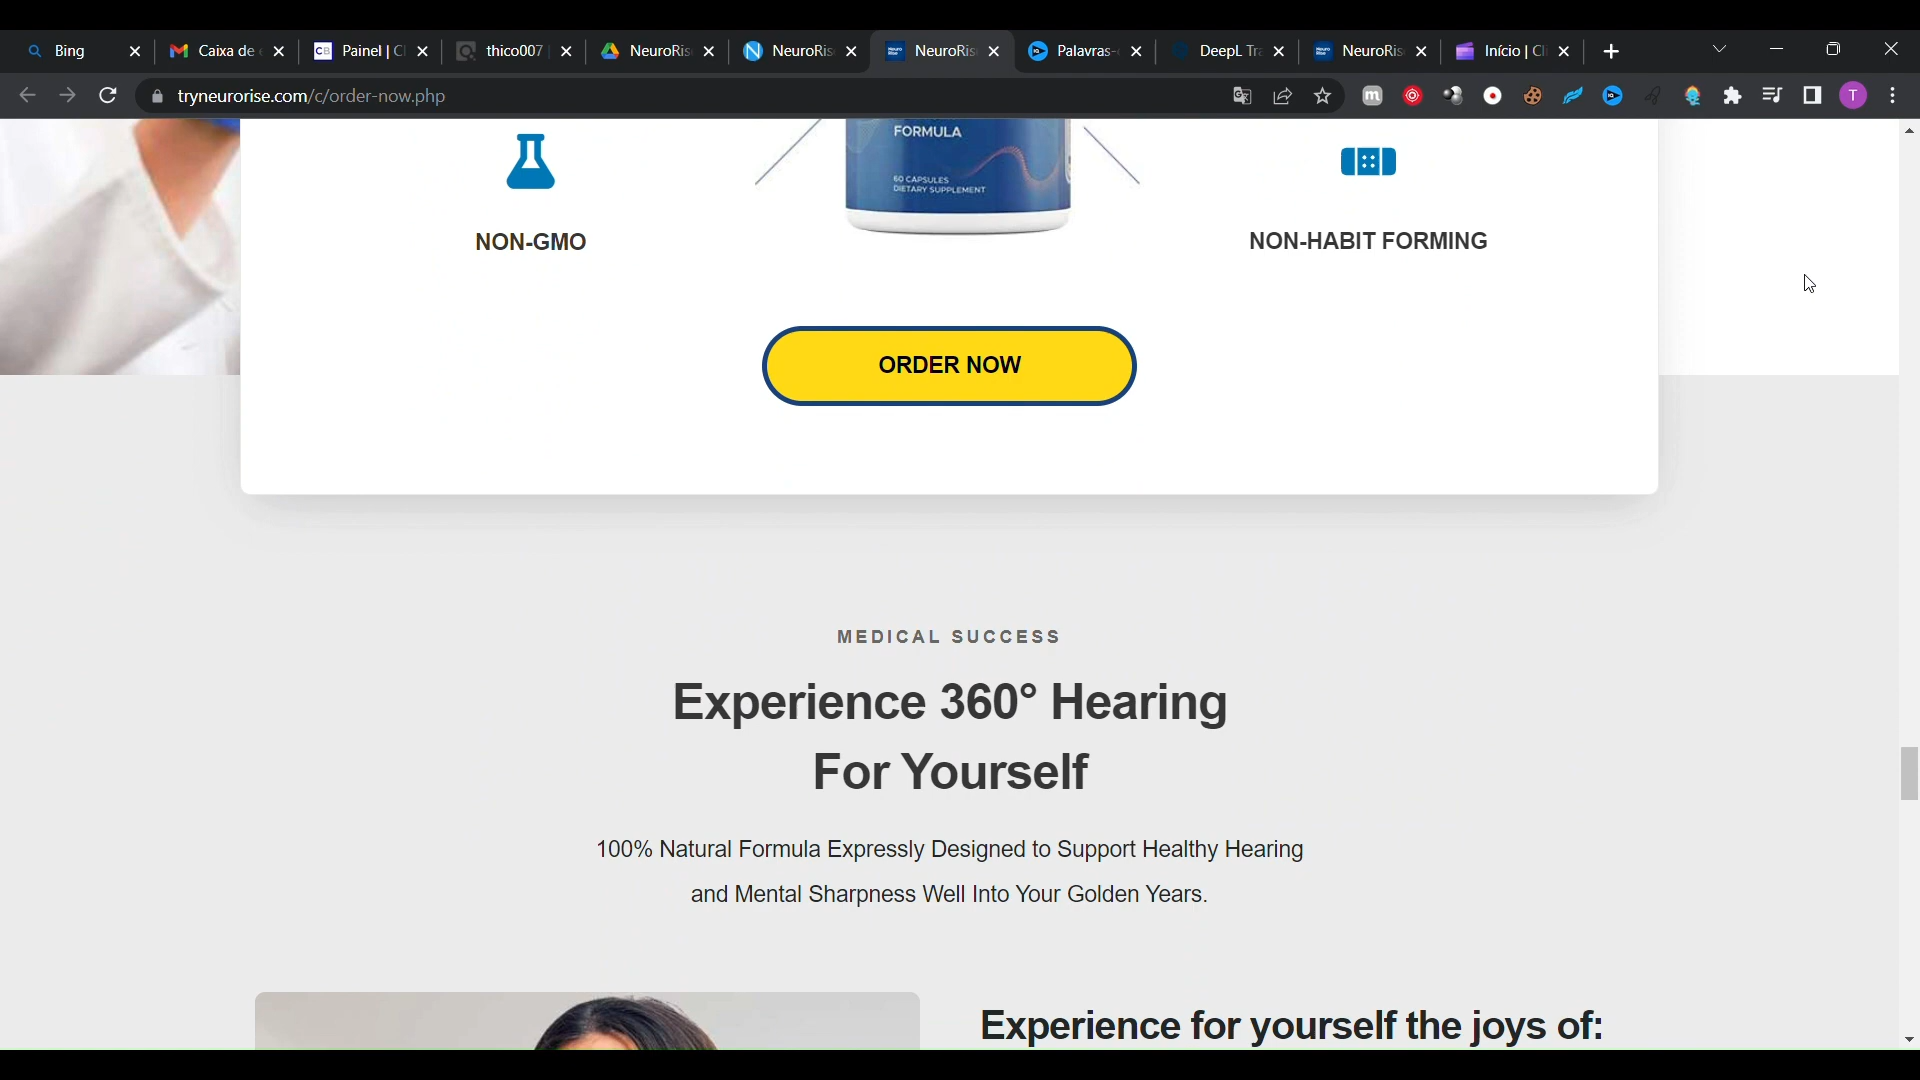 Bing
Caixa de e
Painel | Cl
thico007 |
NeuroRis
NeuroRis
NeuroRis
Palavras-
DeepL Tra
NeuroRis
Início | Cli
tryneurorise.com/c/order-now.php
T
FORMULA
60 CAPSULES
DIETARY SUPPLEMENT
NON-GMO
NON-HABIT FORMING
ORDER NOW
MEDICAL SUCCESS
Experience 360° Hearing
For Yourself
100% Natural Formula Expressly Designed to Support Healthy Hearing
and Mental Sharpness Well Into Your Golden Years.
Experience for yourself the joys of: